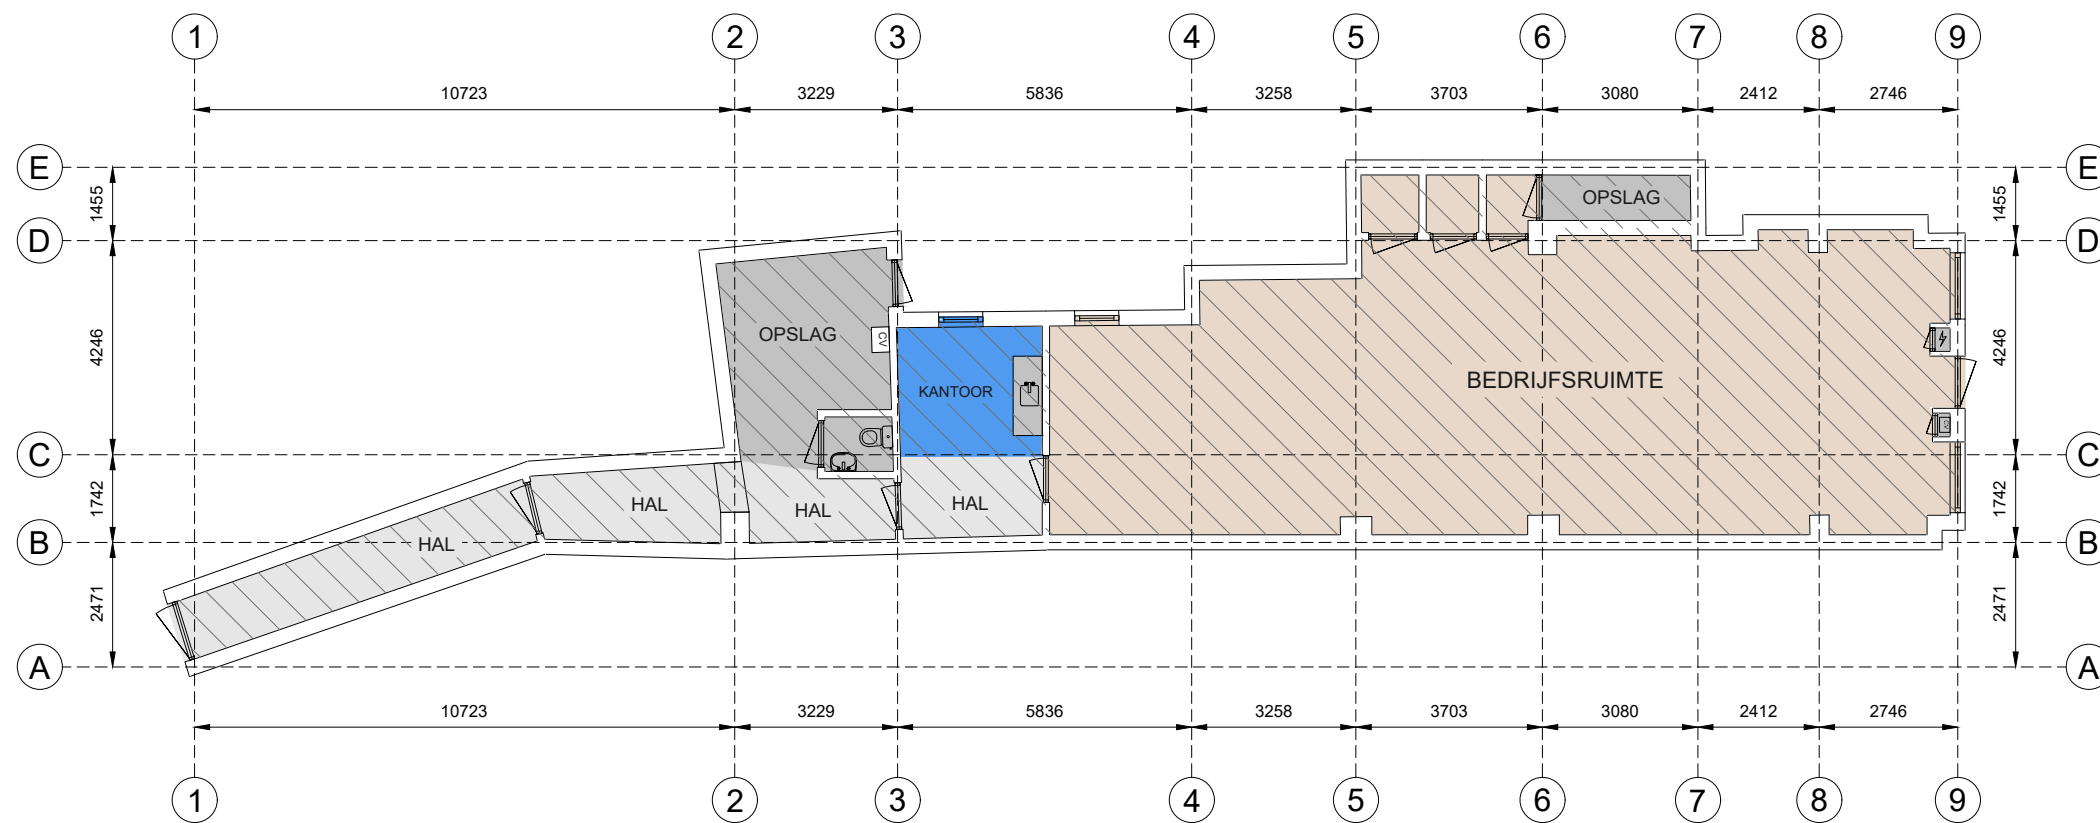 1 2 3 4 5 6 7 8 9
10723 3229 5836 3258 3703 3080 2412 2746
E E
1455 OPSLAG 1455
D D
4246 OPSLAG CV 4246
KANTOOR BEDRIJFSRUIMTE
CV
C C
1742 HAL HAL HAL 1742
HAL
B B
2471 2471
A A
10723 3229 5836 3258 3703 3080 2412 2746
1 2 3 4 5 6 7 8 9